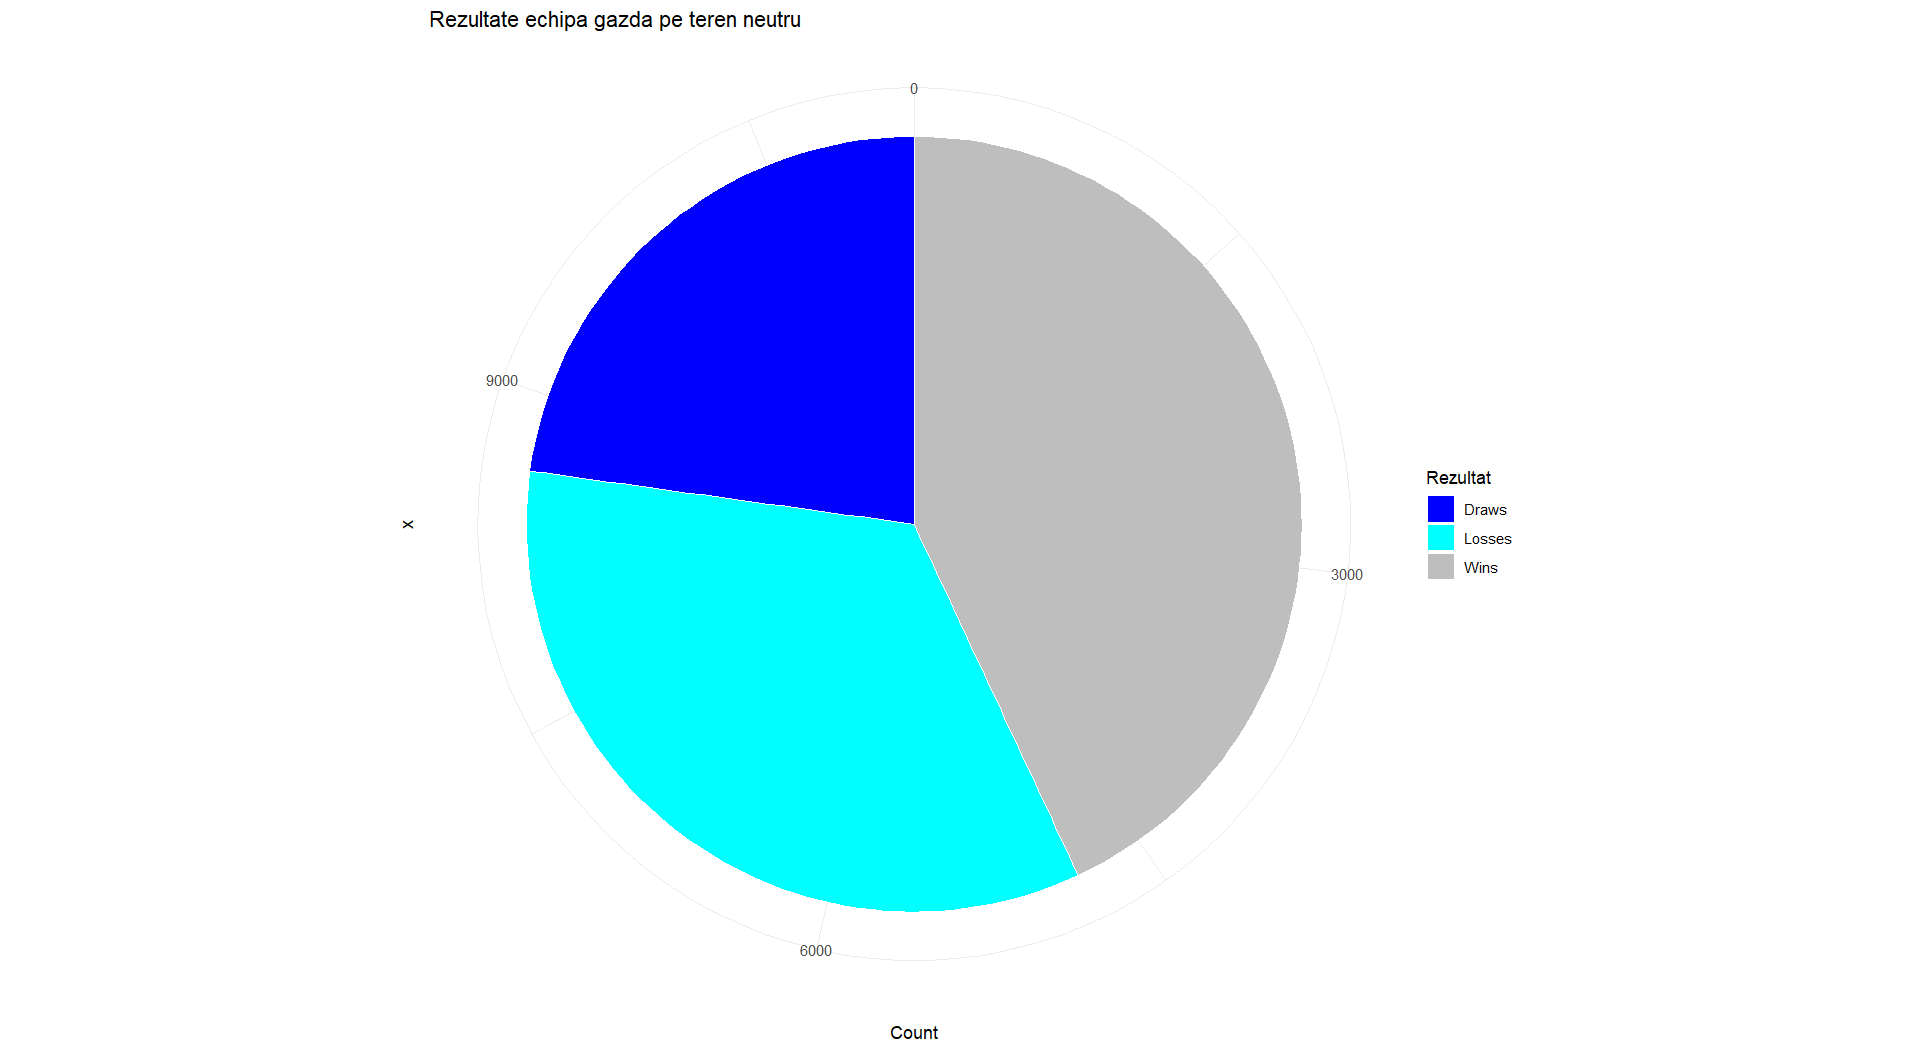 Rezultate echipa gazda pe teren neutru
0
9000
3000
6000
x
Count
Rezultat
Draws
Losses
Wins